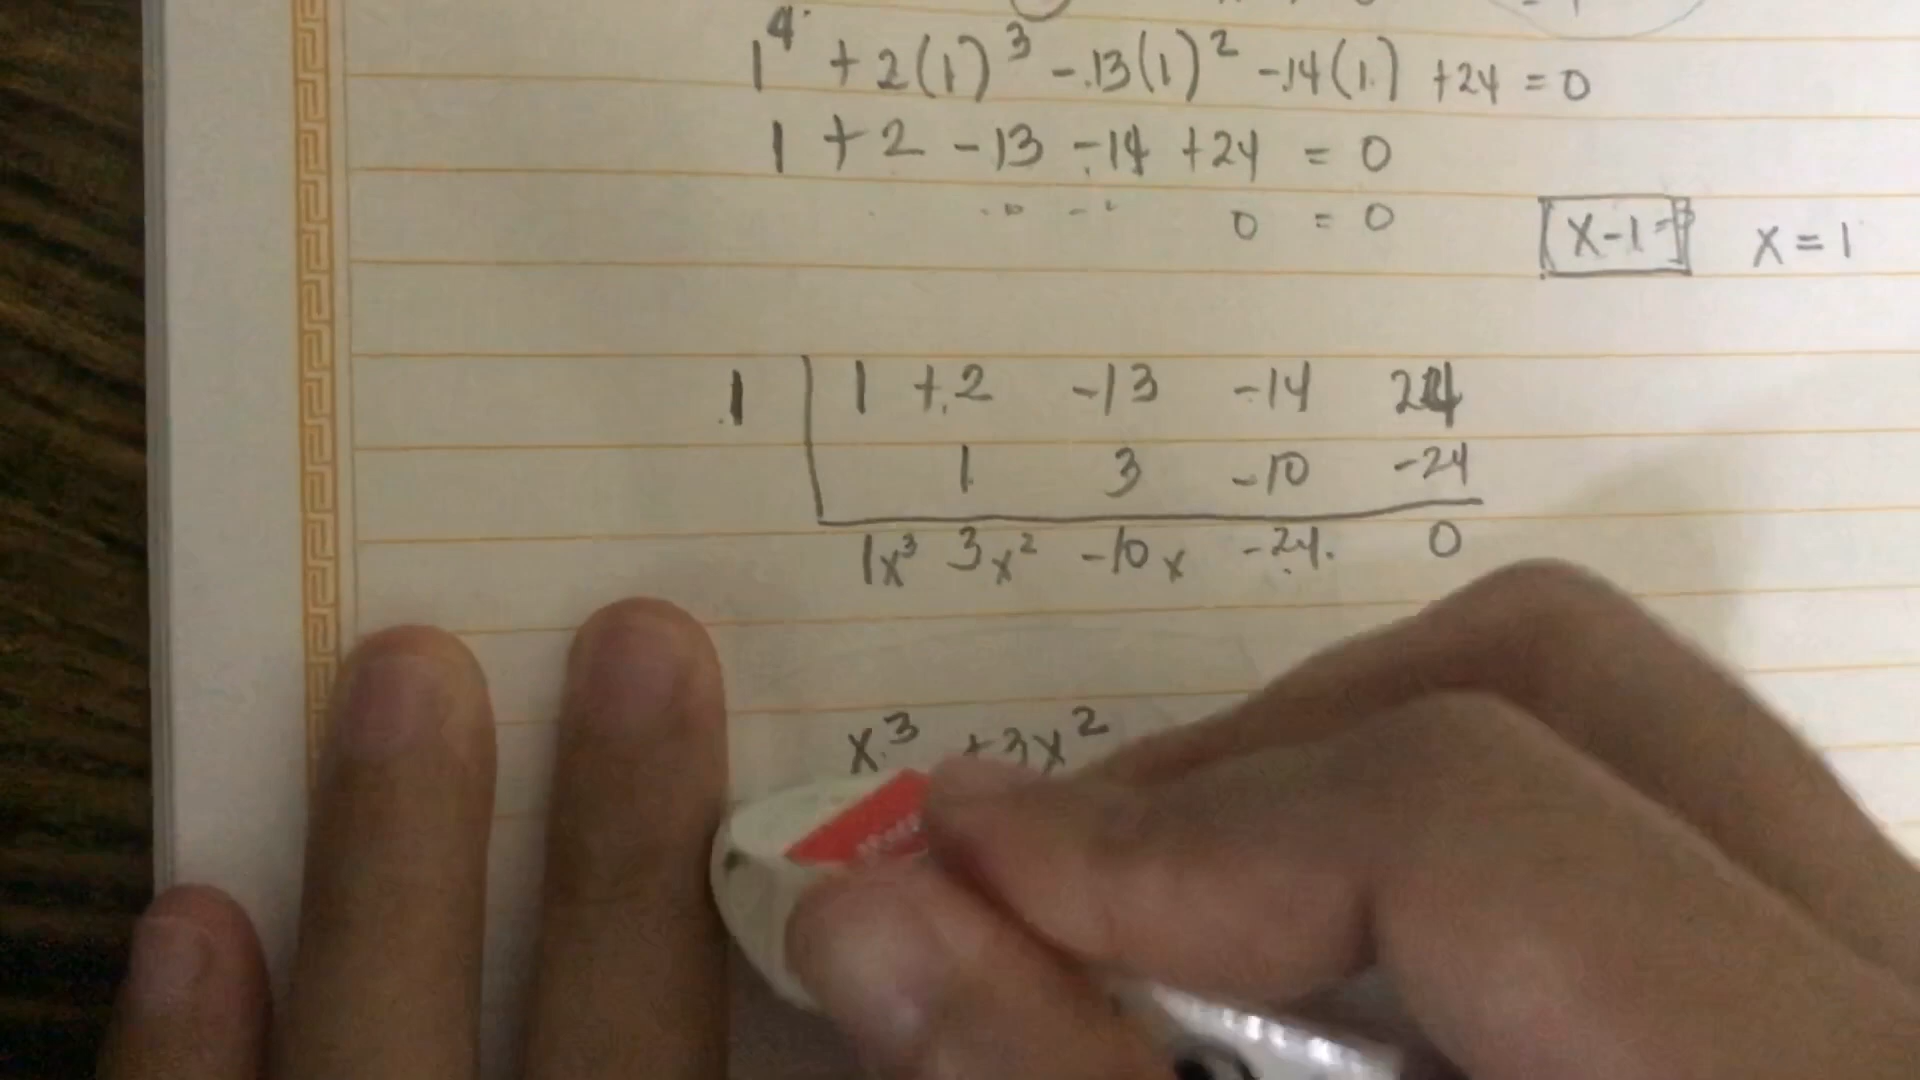 1⁴ + 2(1)³ - 13(1)² - 14(1) + 24 = 0
1 + 2 - 13 - 14 + 24 = 0
0 = 0
x-1 x = 1
1 1 +2 -13 -14 24
1 3 -10 -24
1x³ 3x² -10x -24 0
x³ +3x²